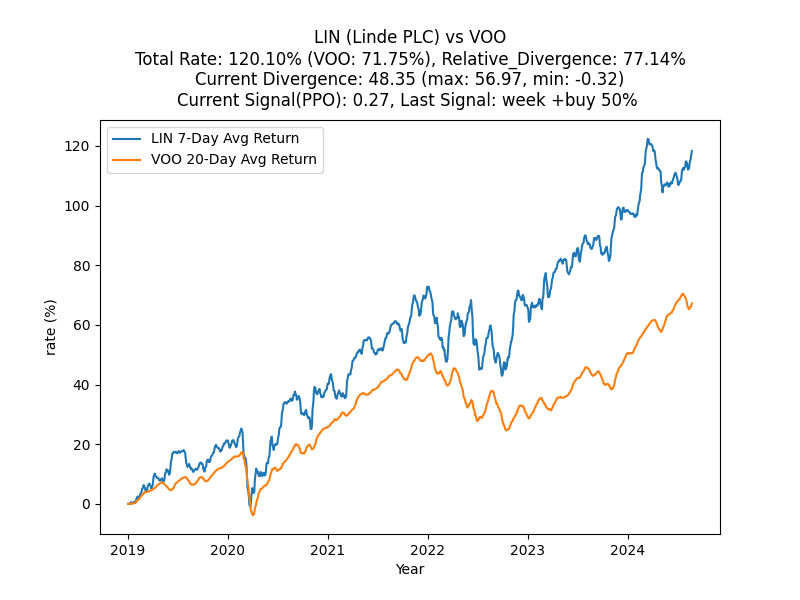 LIN (Linde PLC) vs VOO
Total Rate: 120.10% (VOO: 71.75%), Relative_Divergence: 77.14%
Current Divergence: 48.35 (max: 56.97, min: -0.32)
Current Signal(PPO): 0.27, Last Signal: week +buy 50%
LIN 7-Day Avg Return
VOO 20-Day Avg Return
120
100
80
60
40
20
0
rate (%)
2019 2020 2021 2022 2023 2024
Year